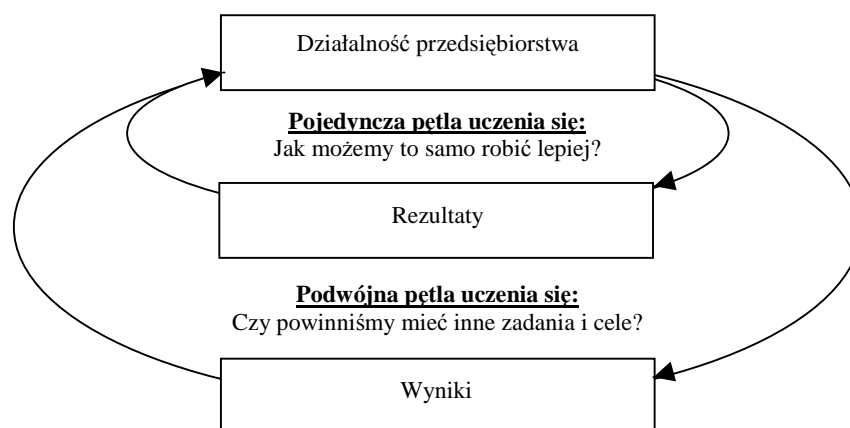 Działalność przedsiębiorstwa
Pojedyncza pętla uczenia się:
Jak możemy to samo robić lepiej?
Rezultaty
Podwójna pętla uczenia się:
Czy powinniśmy mieć inne zadania i cele?
Wyniki